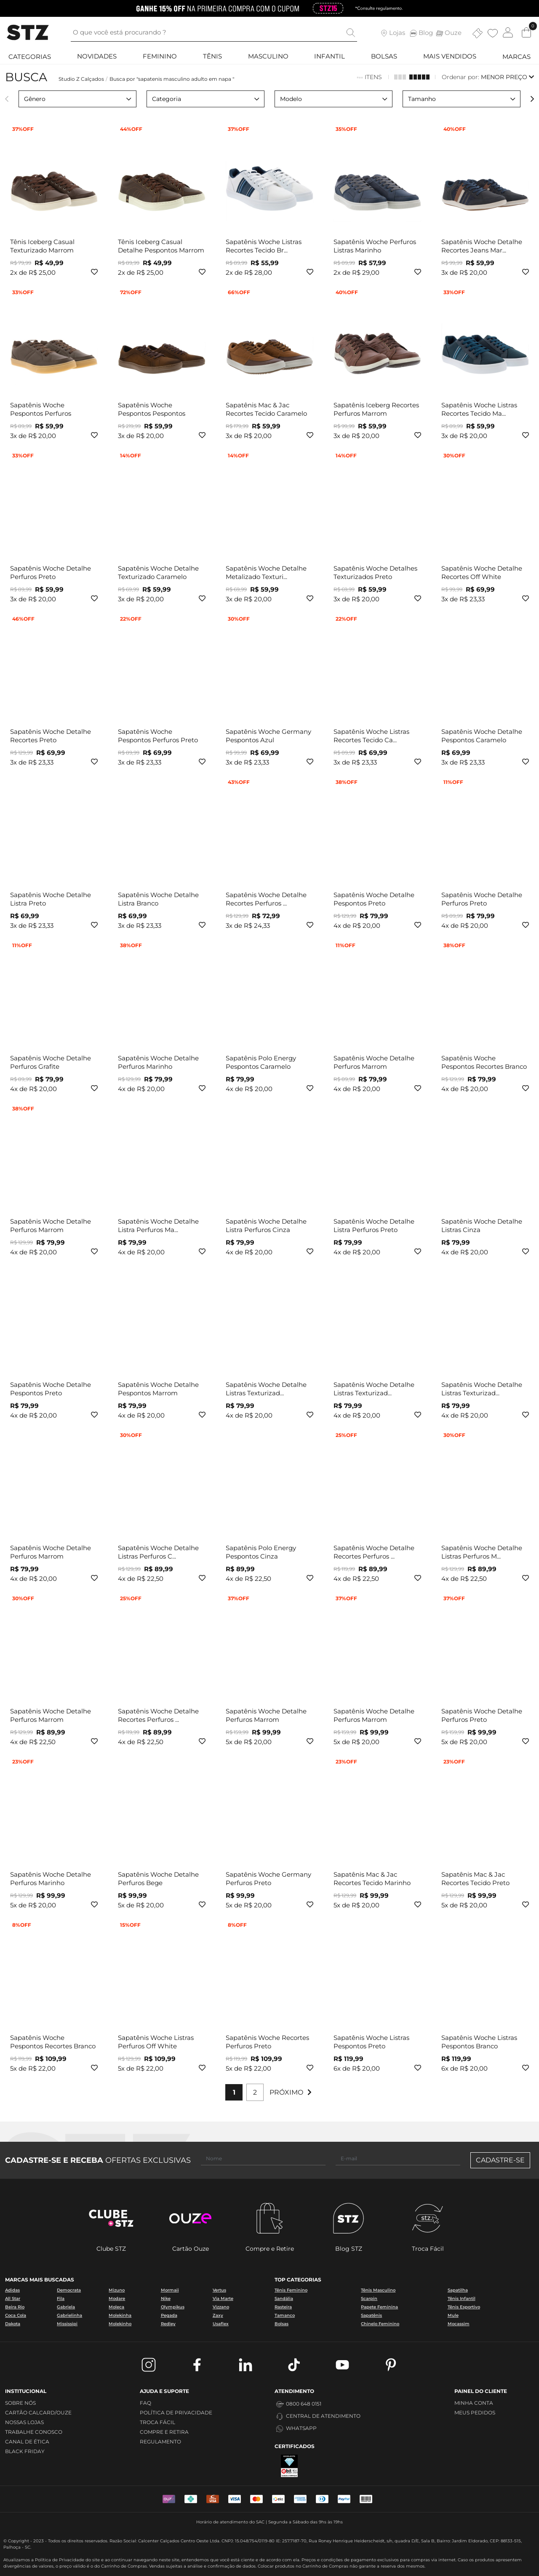 GANHE 15% OFF NA PRIMEIRA COMPRA COM O CUPOM STZ15 *Consulte regulamento.
STZ
O que você está procurando ?
Lojas
Blog
Ouze
0
CATEGORIAS NOVIDADES FEMININO TÊNIS MASCULINO INFANTIL BOLSAS MAIS VENDIDOS MARCAS
BUSCA
Studio Z Calçados / Busca por "sapatenis masculino adulto em napa "
ITENS
Ordenar por: MENOR PREÇO
Gênero
Categoria
Modelo
Tamanho
37%OFF 44%OFF 37%OFF 35%OFF 40%OFF
Tênis Iceberg Casual Texturizado Marrom
R$ 79,99 R$ 49,99
2x de R$ 25,00
Tênis Iceberg Casual Detalhe Pespontos Marrom
R$ 89,99 R$ 49,99
2x de R$ 25,00
Sapatênis Woche Listras Recortes Tecido Br...
R$ 89,99 R$ 55,99
2x de R$ 28,00
Sapatênis Woche Perfuros Listras Marinho
R$ 89,99 R$ 57,99
2x de R$ 29,00
Sapatênis Woche Detalhe Recortes Jeans Mar...
R$ 99,99 R$ 59,99
3x de R$ 20,00
33%OFF 72%OFF 66%OFF 40%OFF 33%OFF
Sapatênis Woche Pespontos Perfuros
R$ 89,99 R$ 59,99
3x de R$ 20,00
Sapatênis Woche Pespontos Pespontos
R$ 219,99 R$ 59,99
3x de R$ 20,00
Sapatênis Mac & Jac Recortes Tecido Caramelo
R$ 179,99 R$ 59,99
3x de R$ 20,00
Sapatênis Iceberg Recortes Perfuros Marrom
R$ 99,99 R$ 59,99
3x de R$ 20,00
Sapatênis Woche Listras Recortes Tecido Ma...
R$ 89,99 R$ 59,99
3x de R$ 20,00
33%OFF 14%OFF 14%OFF 14%OFF 30%OFF
Sapatênis Woche Detalhe Perfuros Preto
R$ 89,99 R$ 59,99
3x de R$ 20,00
Sapatênis Woche Detalhe Texturizado Caramelo
R$ 69,99 R$ 59,99
3x de R$ 20,00
Sapatênis Woche Detalhe Metalizado Texturi...
R$ 69,99 R$ 59,99
3x de R$ 20,00
Sapatênis Woche Detalhes Texturizados Preto
R$ 69,99 R$ 59,99
3x de R$ 20,00
Sapatênis Woche Detalhe Recortes Off White
R$ 99,99 R$ 69,99
3x de R$ 23,33
46%OFF 22%OFF 30%OFF 22%OFF
Sapatênis Woche Detalhe Recortes Preto
R$ 129,99 R$ 69,99
3x de R$ 23,33
Sapatênis Woche Pespontos Perfuros Preto
R$ 89,99 R$ 69,99
3x de R$ 23,33
Sapatênis Woche Germany Pespontos Azul
R$ 99,99 R$ 69,99
3x de R$ 23,33
Sapatênis Woche Listras Recortes Tecido Ca...
R$ 89,99 R$ 69,99
3x de R$ 23,33
Sapatênis Woche Detalhe Pespontos Caramelo
R$ 69,99
3x de R$ 23,33
43%OFF 38%OFF 11%OFF
Sapatênis Woche Detalhe Listra Preto
R$ 69,99
3x de R$ 23,33
Sapatênis Woche Detalhe Listra Branco
R$ 69,99
3x de R$ 23,33
Sapatênis Woche Detalhe Recortes Perfuros ...
R$ 129,99 R$ 72,99
3x de R$ 24,33
Sapatênis Woche Detalhe Pespontos Preto
R$ 129,99 R$ 79,99
4x de R$ 20,00
Sapatênis Woche Detalhe Perfuros Preto
R$ 89,99 R$ 79,99
4x de R$ 20,00
11%OFF 38%OFF 11%OFF 38%OFF
Sapatênis Woche Detalhe Perfuros Grafite
R$ 89,99 R$ 79,99
4x de R$ 20,00
Sapatênis Woche Detalhe Perfuros Marinho
R$ 129,99 R$ 79,99
4x de R$ 20,00
Sapatênis Polo Energy Pespontos Caramelo
R$ 79,99
4x de R$ 20,00
Sapatênis Woche Detalhe Perfuros Marrom
R$ 89,99 R$ 79,99
4x de R$ 20,00
Sapatênis Woche Pespontos Recortes Branco
R$ 129,99 R$ 79,99
4x de R$ 20,00
38%OFF
Sapatênis Woche Detalhe Perfuros Marrom
R$ 129,99 R$ 79,99
4x de R$ 20,00
Sapatênis Woche Detalhe Listra Perfuros Ma...
R$ 79,99
4x de R$ 20,00
Sapatênis Woche Detalhe Listra Perfuros Cinza
R$ 79,99
4x de R$ 20,00
Sapatênis Woche Detalhe Listra Perfuros Preto
R$ 79,99
4x de R$ 20,00
Sapatênis Woche Detalhe Listras Cinza
R$ 79,99
4x de R$ 20,00
Sapatênis Woche Detalhe Pespontos Preto
R$ 79,99
4x de R$ 20,00
Sapatênis Woche Detalhe Pespontos Marrom
R$ 79,99
4x de R$ 20,00
Sapatênis Woche Detalhe Listras Texturizad...
R$ 79,99
4x de R$ 20,00
Sapatênis Woche Detalhe Listras Texturizad...
R$ 79,99
4x de R$ 20,00
Sapatênis Woche Detalhe Listras Texturizad...
R$ 79,99
4x de R$ 20,00
30%OFF 25%OFF 30%OFF
Sapatênis Woche Detalhe Perfuros Marrom
R$ 79,99
4x de R$ 20,00
Sapatênis Woche Detalhe Listras Perfuros C...
R$ 129,99 R$ 89,99
4x de R$ 22,50
Sapatênis Polo Energy Pespontos Cinza
R$ 89,99
4x de R$ 22,50
Sapatênis Woche Detalhe Recortes Perfuros ...
R$ 119,99 R$ 89,99
4x de R$ 22,50
Sapatênis Woche Detalhe Listras Perfuros M...
R$ 129,99 R$ 89,99
4x de R$ 22,50
30%OFF 25%OFF 37%OFF 37%OFF 37%OFF
Sapatênis Woche Detalhe Perfuros Marrom
R$ 129,99 R$ 89,99
4x de R$ 22,50
Sapatênis Woche Detalhe Recortes Perfuros ...
R$ 119,99 R$ 89,99
4x de R$ 22,50
Sapatênis Woche Detalhe Perfuros Marrom
R$ 159,99 R$ 99,99
5x de R$ 20,00
Sapatênis Woche Detalhe Perfuros Marrom
R$ 159,99 R$ 99,99
5x de R$ 20,00
Sapatênis Woche Detalhe Perfuros Preto
R$ 159,99 R$ 99,99
5x de R$ 20,00
23%OFF 23%OFF 23%OFF
Sapatênis Woche Detalhe Perfuros Marinho
R$ 129,99 R$ 99,99
5x de R$ 20,00
Sapatênis Woche Detalhe Perfuros Bege
R$ 99,99
5x de R$ 20,00
Sapatênis Woche Germany Perfuros Preto
R$ 99,99
5x de R$ 20,00
Sapatênis Mac & Jac Recortes Tecido Marinho
R$ 129,99 R$ 99,99
5x de R$ 20,00
Sapatênis Mac & Jac Recortes Tecido Preto
R$ 129,99 R$ 99,99
5x de R$ 20,00
8%OFF 15%OFF 8%OFF
Sapatênis Woche Pespontos Recortes Branco
R$ 119,99 R$ 109,99
5x de R$ 22,00
Sapatênis Woche Listras Perfuros Off White
R$ 129,99 R$ 109,99
5x de R$ 22,00
Sapatênis Woche Recortes Perfuros Preto
R$ 119,99 R$ 109,99
5x de R$ 22,00
Sapatênis Woche Listras Pespontos Preto
R$ 119,99
6x de R$ 20,00
Sapatênis Woche Listras Pespontos Branco
R$ 119,99
6x de R$ 20,00
1 2 PRÓXIMO
CADASTRE-SE E RECEBA OFERTAS EXCLUSIVAS
Nome
E-mail
CADASTRE-SE
CLUBE STZ
OUZE
STZ
Clube STZ
Cartão Ouze
Compre e Retire
Blog STZ
Troca Fácil
MARCAS MAIS BUSCADAS
Adidas Democrata Mizuno Mormaii Vertus
All Star Fila Modare Nike Via Marte
Beira Rio Gabriela Moleca Olympikus Vizzano
Coca Cola Gabrielinha Molekinha Pegada Zaxy
Dakota Mississipi Molekinho Redley Usaflex
TOP CATEGORIAS
Tênis Feminino Tênis Masculino Sapatilha
Sandália Scarpin Tênis Infantil
Rasteira Papete Feminina Tênis Esportivo
Tamanco Sapatênis Mule
Bolsas Chinelo Feminino Mocassim
INSTITUCIONAL
SOBRE NÓS
CARTÃO CALCARD/OUZE
NOSSAS LOJAS
TRABALHE CONOSCO
CANAL DE ÉTICA
BLACK FRIDAY
AJUDA E SUPORTE
FAQ
POLÍTICA DE PRIVACIDADE
TROCA FÁCIL
COMPRE E RETIRA
REGULAMENTO
ATENDIMENTO
0800 648 0151
CENTRAL DE ATENDIMENTO
WHATSAPP
CERTIFICADOS
PAINEL DO CLIENTE
MINHA CONTA
MEUS PEDIDOS
Horário de atendimento do SAC | Segunda a Sábado das 9hs às 19hs